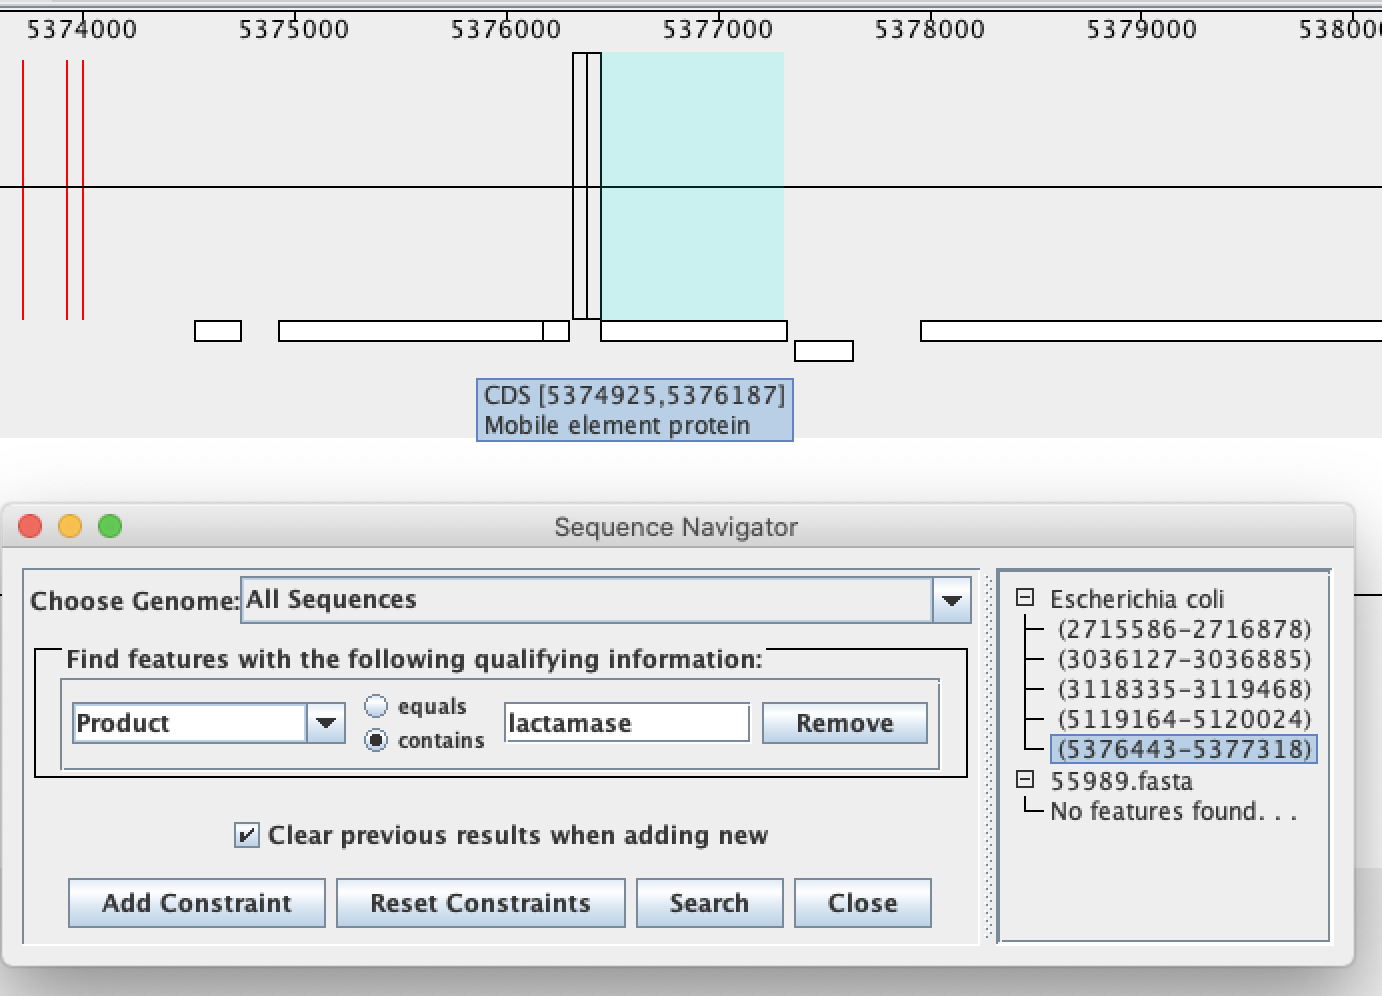 5374000 5375000 5376000 5377000 5378000 5379000 538000
CDS [5374925,5376187]
Mobile element protein
Sequence Navigator
Choose Genome: All Sequences
Find features with the following qualifying information:
Product equals contains lactamase Remove
Clear previous results when adding new
Add Constraint Reset Constraints Search Close
Escherichia coli
(2715586-2716878)
(3036127-3036885)
(3118335-3119468)
(5119164-5120024)
(5376443-5377318)
55989.fasta
No features found. . .